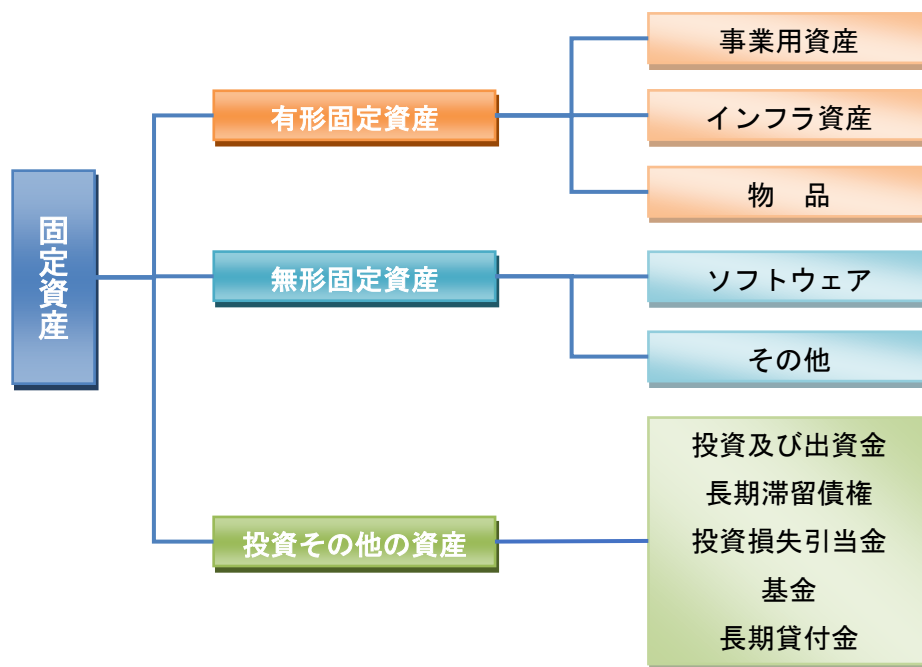 固定資産
有形固定資産
事業用資産
インフラ資産
物　品
無形固定資産
ソフトウェア
その他
投資その他の資産
投資及び出資金
長期滞留債権
投資損失引当金
基金
長期貸付金